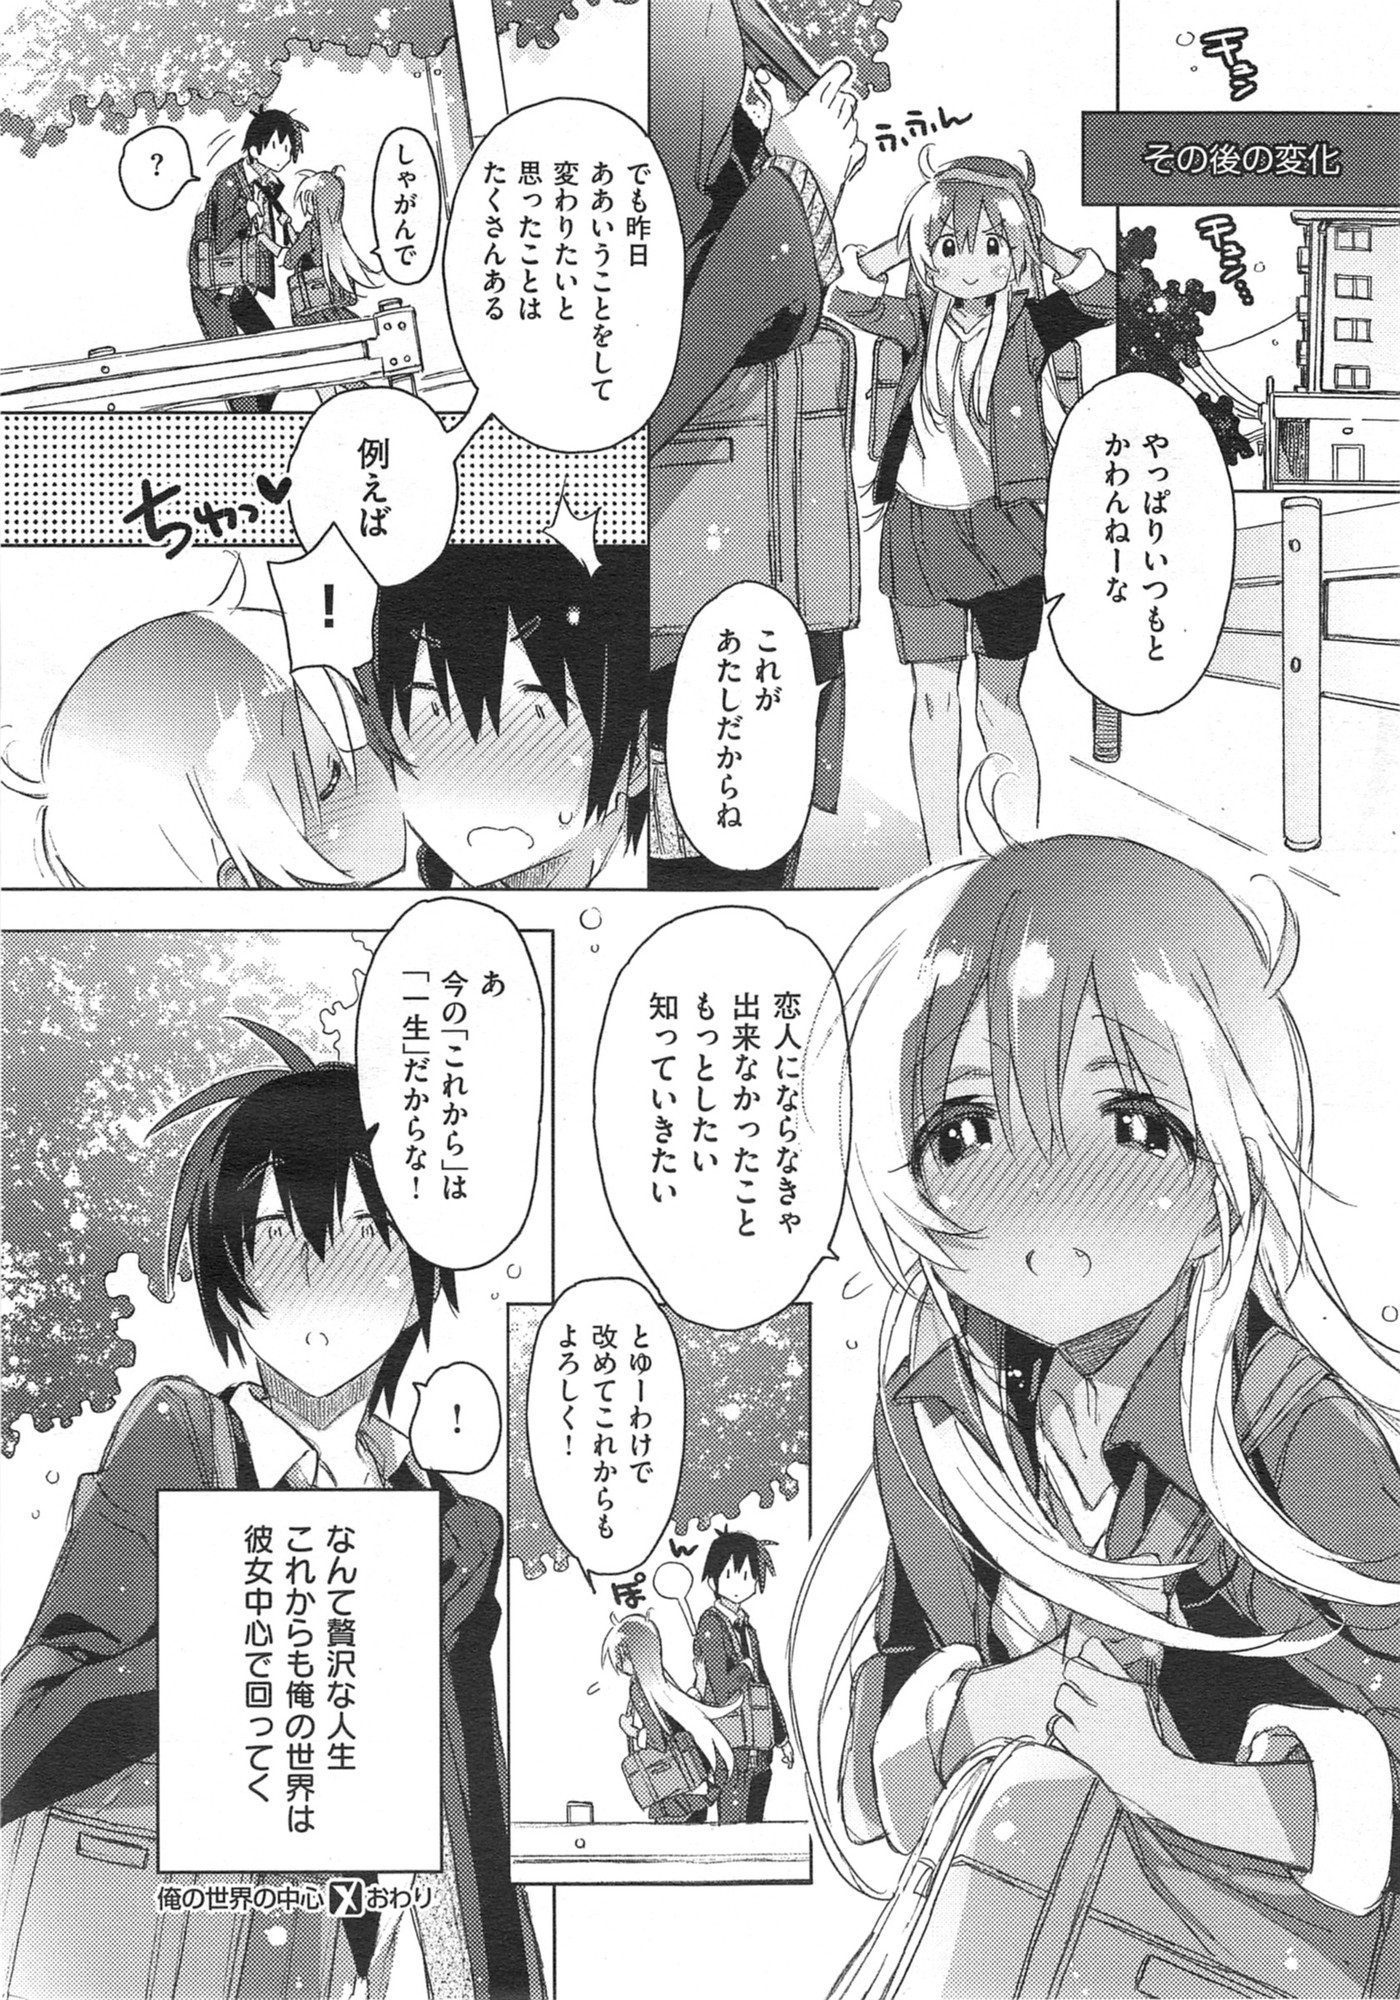 チュン
その後の変化
チュン…
やっぱりいつもと
かわんねーな
ふふん
これが
あたしだからね
でも昨日
ああいうことをして
変わりたいと
思ったことは
たくさんある
しゃがんで
？
例えば
ちゅっ♥
！
恋人にならなきゃ
出来なかったこと
もっとしたい
知っていきたい
とゆーわけで
改めてこれからも
よろしく！
ぽん
あ
今の「これから」は
「一生」だからな！
！
なんて贅沢な人生
これからも俺の世界は
彼女中心で回ってく
俺の世界の中心 X おわり